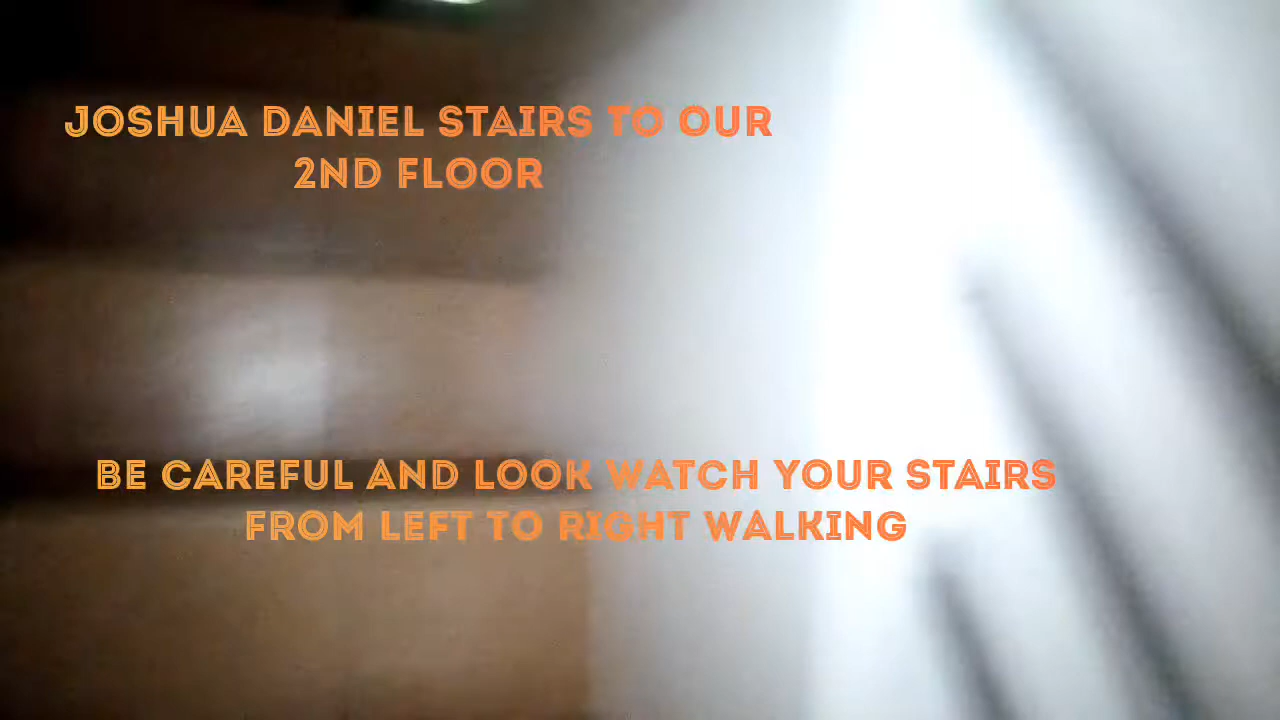 JOSHUA DANIEL STAIRS TO OUR
2ND FLOOR
BE CAREFUL AND LOOK WATCH YOUR STAIRS
FROM LEFT TO RIGHT WALKING